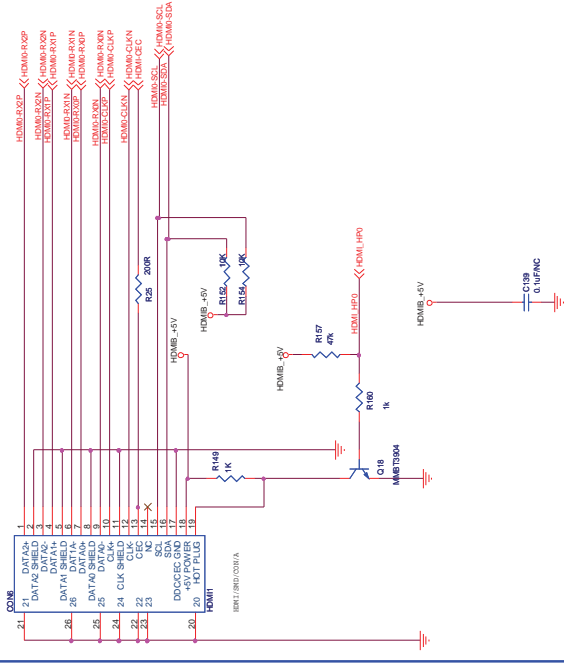 HDMI0-RX2P
HDMI0-RX2N
HDMI0-RX1P
HDMI0-RX1N
HDMI0-RX0P
HDMI0-RX0N
HDMI0-CLKP
HDMI0-CLKN
HDMI-CEC
HDMI0-SCL
HDMI0-SDA
HDMI0-RX2P
HDMI0-RX2N
HDMI0-RX1P
HDMI0-RX1N
HDMI0-RX0P
HDMI0-RX0N
HDMI0-CLKP
HDMI0-CLKN
HDMI0-SCL
HDMI0-SDA
R25 200R
R152 10K
R154 10K
HDMIB_+5V
HDMIB_+5V
HDMIB_+5V
R157
47k
HDMI_HP0
HDMI_HP0
HDMIB_+5V
C139
0.1uF/NC
R160
1k
Q18
MMBT3904
R149
1K
CON6
1 DATA2+
2 DATA2 SHIELD
3 DATA2-
4 DATA1+
5 DATA1 SHIELD
6 DATA1A-
7 DATA0+
8 DATA0 SHIELD
9 DATA0-
10 CLK+
11 CLK SHIELD
12 CLK-
13 CEC
14 NC
15 SCL
16 SDA
17 DDC/CEC GND
18 +5V POWER
19 HOT PLUG
21 21
26 26
25 25
24 24
22 22
23 23
20 20
HDMI1
HDMI/SMD/CON/A